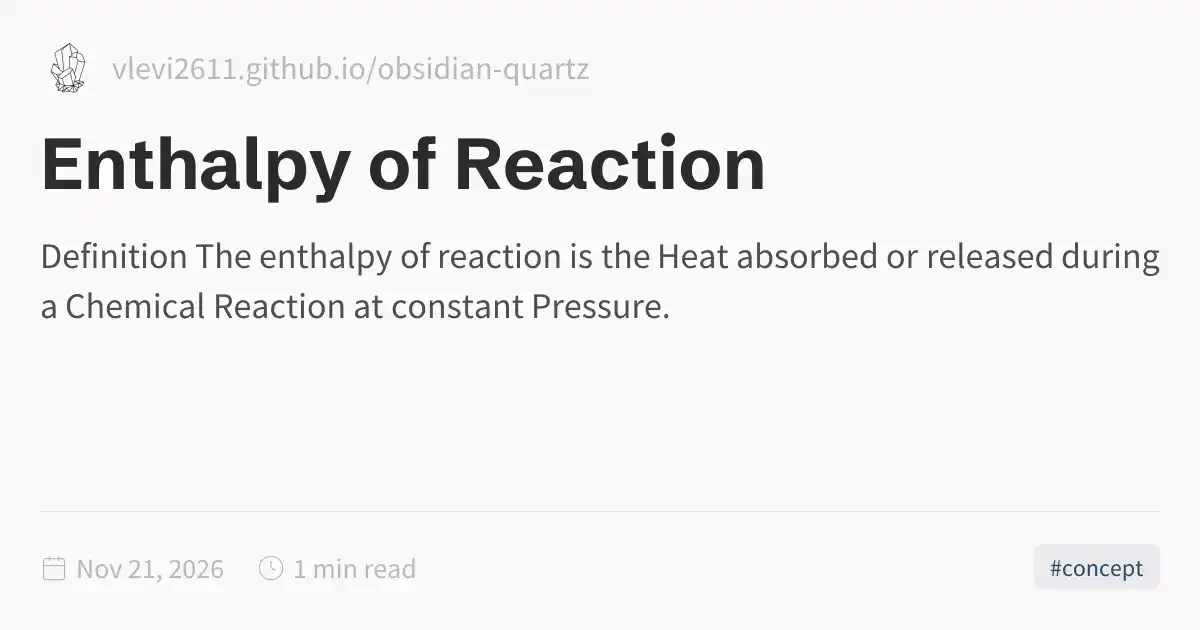 vlevi2611.github.io/obsidian-quartz
Enthalpy of Reaction
Definition The enthalpy of reaction is the Heat absorbed or released during
a Chemical Reaction at constant Pressure.
Nov 21, 2026 1 min read #concept